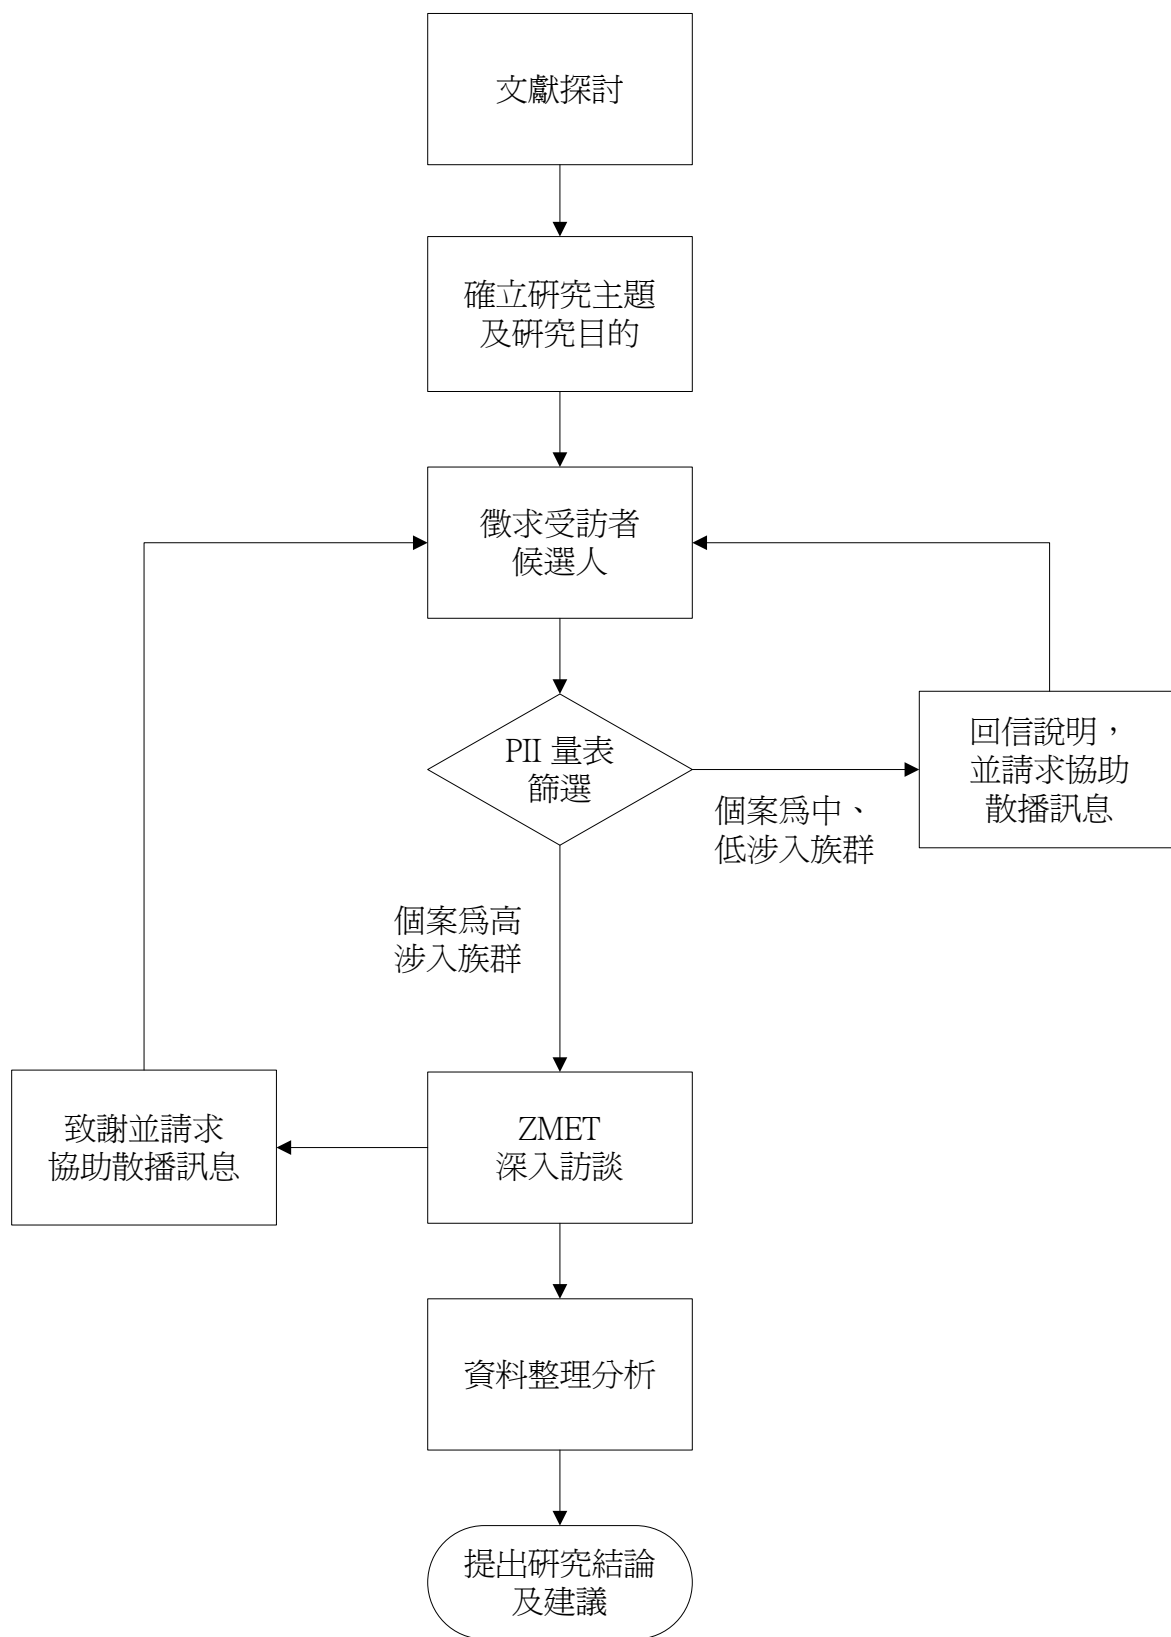 文獻探討
確立研究主題
及研究目的
徵求受訪者
候選人
PII 量表
篩選
回信說明，
並請求協助
散播訊息
個案爲中、
低涉入族群
個案爲高
涉入族群
致謝並請求
協助散播訊息
ZMET
深入訪談
資料整理分析
提出研究結論
及建議